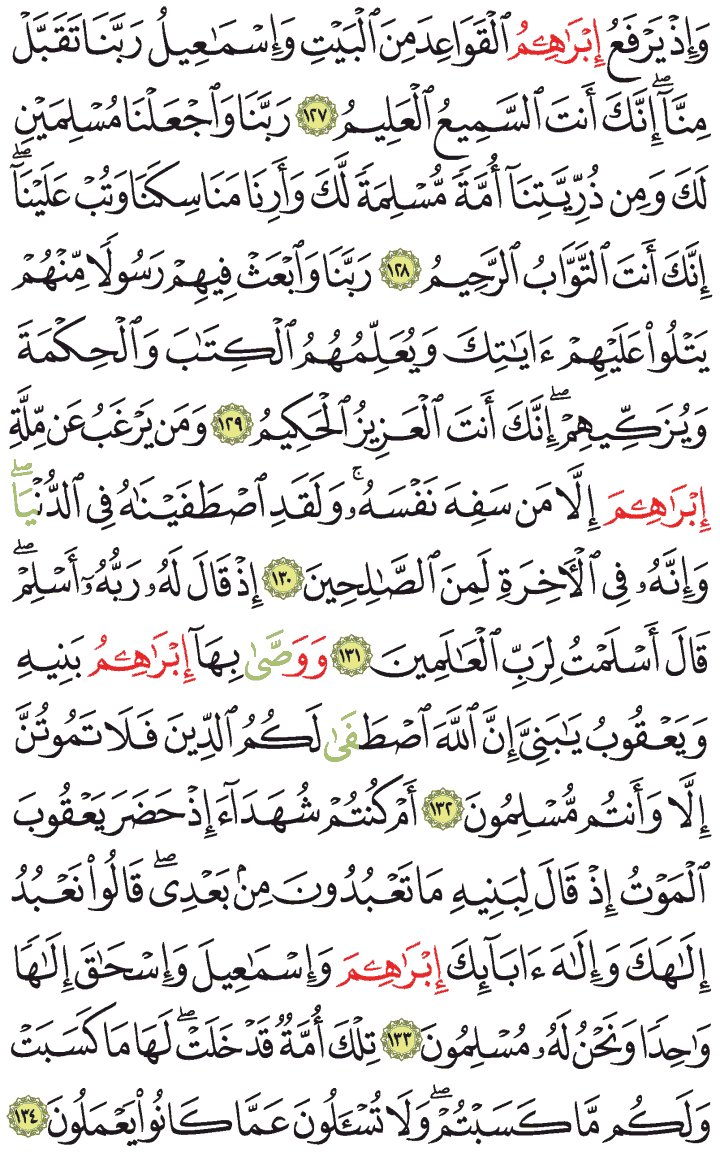 وَإِذۡ يَرۡفَعُ إِبۡرَٰهِـۧمُ ٱلۡقَوَاعِدَ مِنَ ٱلۡبَيۡتِ وَإِسۡمَٰعِيلُ رَبَّنَا تَقَبَّلۡ
مِنَّآۖ إِنَّكَ أَنتَ ٱلسَّمِيعُ ٱلۡعَلِيمُ ١٢٧ رَبَّنَا وَٱجۡعَلۡنَا مُسۡلِمَيۡنِ
لَكَ وَمِن ذُرِّيَّتِنَآ أُمَّةٗ مُّسۡلِمَةٗ لَّكَ وَأَرِنَا مَنَاسِكَنَا وَتُبۡ عَلَيۡنَآۖ
إِنَّكَ أَنتَ ٱلتَّوَّابُ ٱلرَّحِيمُ ١٢٨ رَبَّنَا وَٱبۡعَثۡ فِيهِمۡ رَسُولٗا مِّنۡهُمۡ
يَتۡلُواْ عَلَيۡهِمۡ ءَايَٰتِكَ وَيُعَلِّمُهُمُ ٱلۡكِتَٰبَ وَٱلۡحِكۡمَةَ
وَيُزَكِّيهِمۡۖ إِنَّكَ أَنتَ ٱلۡعَزِيزُ ٱلۡحَكِيمُ ١٢٩ وَمَن يَرۡغَبُ عَن مِّلَّةِ
إِبۡرَٰهِـۧمَ إِلَّا مَن سَفِهَ نَفۡسَهُۥۚ وَلَقَدِ ٱصۡطَفَيۡنَٰهُ فِي ٱلدُّنۡيَاۖ
وَإِنَّهُۥ فِي ٱلۡأٓخِرَةِ لَمِنَ ٱلصَّٰلِحِينَ ١٣٠ إِذۡ قَالَ لَهُۥ رَبُّهُۥٓ أَسۡلِمۡۖ
قَالَ أَسۡلَمۡتُ لِرَبِّ ٱلۡعَٰلَمِينَ ١٣١ وَوَصَّىٰ بِهَآ إِبۡرَٰهِـۧمُ بَنِيهِ
وَيَعۡقُوبُ يَٰبَنِيَّ إِنَّ ٱللَّهَ ٱصۡطَفَىٰ لَكُمُ ٱلدِّينَ فَلَا تَمُوتُنَّ
إِلَّا وَأَنتُم مُّسۡلِمُونَ ١٣٢ أَمۡ كُنتُمۡ شُهَدَآءَ إِذۡ حَضَرَ يَعۡقُوبَ
ٱلۡمَوۡتُ إِذۡ قَالَ لِبَنِيهِ مَا تَعۡبُدُونَ مِنۢ بَعۡدِيۖ قَالُواْ نَعۡبُدُ
إِلَٰهَكَ وَإِلَٰهَ ءَابَآئِكَ إِبۡرَٰهِـۧمَ وَإِسۡمَٰعِيلَ وَإِسۡحَٰقَ إِلَٰهٗا
وَٰحِدٗا وَنَحۡنُ لَهُۥ مُسۡلِمُونَ ١٣٣ تِلۡكَ أُمَّةٞ قَدۡ خَلَتۡۖ لَهَا مَا كَسَبَتۡ
وَلَكُم مَّا كَسَبۡتُمۡۖ وَلَا تُسۡـَٔلُونَ عَمَّا كَانُواْ يَعۡمَلُونَ ١٣٤